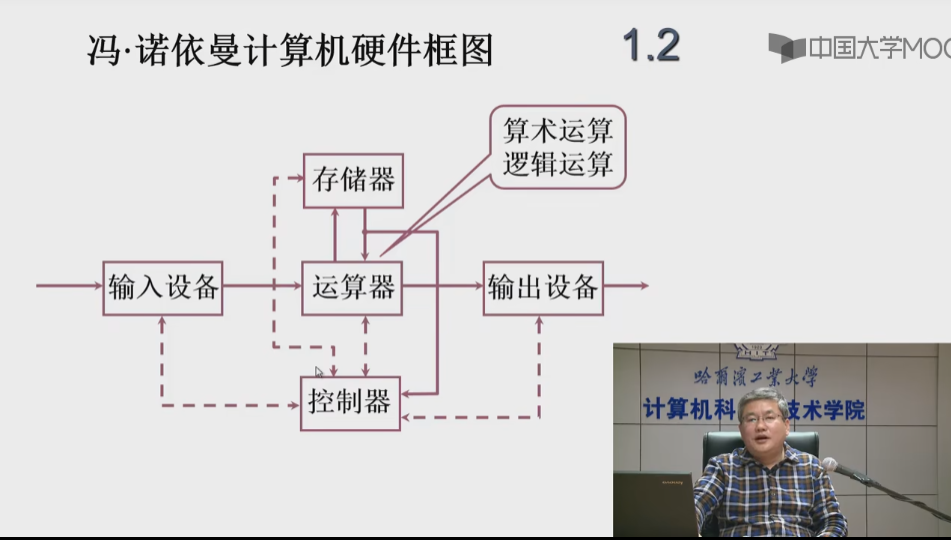 冯·诺依曼计算机硬件框图
1.2
中国大学MOO
算术运算
逻辑运算
存储器
输入设备
运算器
输出设备
控制器
哈尔滨工业大学
计算机科
技术学院